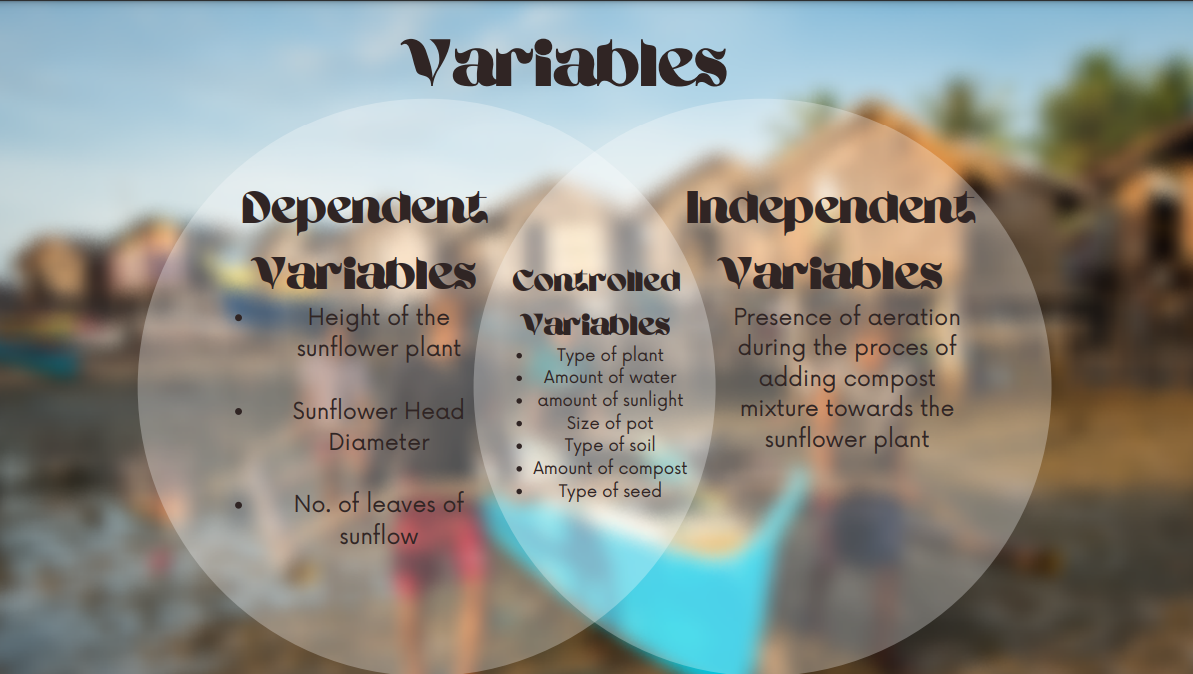 Variables
Dependent
Variables
• Height of the
sunflower plant
• Sunflower Head
Diameter
• No. of leaves of
sunflow
Controlled
Variables
• Type of plant
• Amount of water
• amount of sunlight
• Size of pot
• Type of soil
• Amount of compost
• Type of seed
Independent
Variables
Presence of aeration
during the proces of
adding compost
mixture towards the
sunflower plant